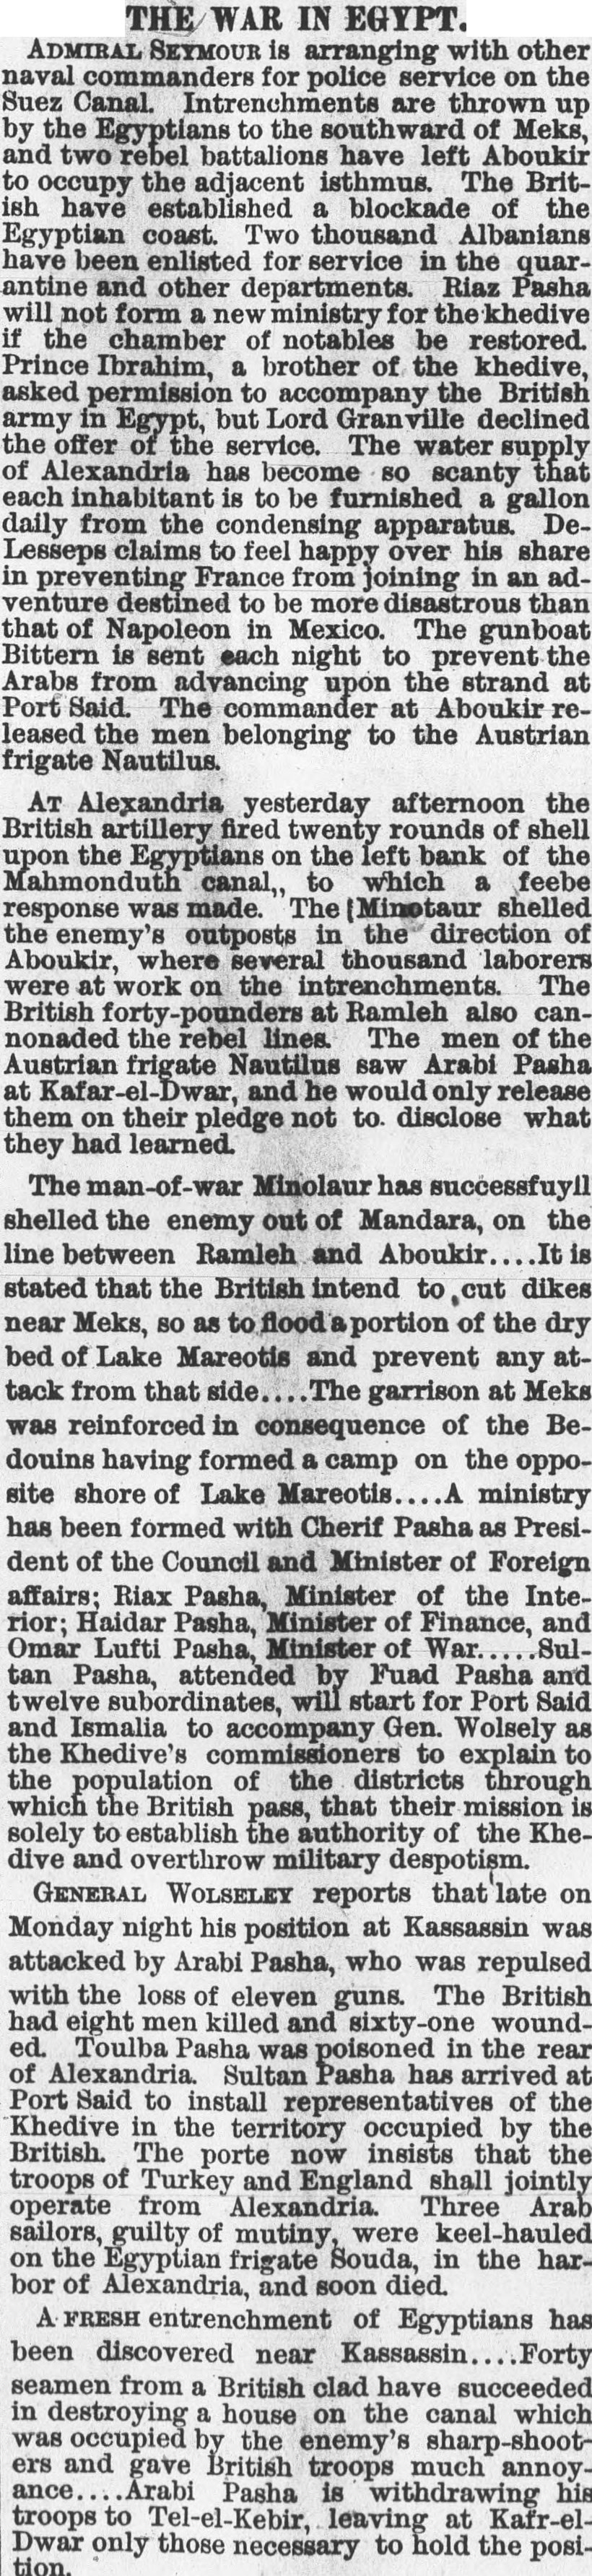 THE WAR IN EGYPT.
ADMIRAL SEYMOUR is arranging with other
naval commanders for police service on the
Suez Canal. Intrenchments are thrown up
by the Egyptians to the southward of Meks,
and two rebel battalions have left Aboukir
to occupy the adjacent isthmus. The Brit-
ish have established a blockade of the
Egyptian coast. Two thousand Albanians
have been enlisted for service in the quar-
antine and other departments. Riaz Pasha
will not form a new ministry for the khedive
if the chamber of notables be restored.
Prince Ibrahim, a brother of the khedive,
asked permission to accompany the British
army in Egypt, but Lord Granville declined
the offer of the service. The water supply
of Alexandria has become so scanty that
each inhabitant is to be furnished a gallon
daily from the condensing apparatus. De-
Lesseps claims to feel happy over his share
in preventing France from joining in an ad-
venture destined to be more disastrous than
that of Napoleon in Mexico. The gunboat
Bittern is sent each night to prevent the
Arabs from advancing upon the strand at
Port Said. The commander at Aboukir re-
leased the men belonging to the Austrian
frigate Nautilus.
AT Alexandria yesterday afternoon the
British artillery fired twenty rounds of shell
upon the Egyptians on the left bank of the
Mahmonduth canal,, to which a feebe
response was made. The (Minotaur shelled
the enemy's outposts in the direction of
Aboukir, where several thousand laborers
were at work on the intrenchments. The
British forty-pounders at Ramleh also can-
nonaded the rebel lines. The men of the
Austrian frigate Nautilus saw Arabi Pasha
at Kafar-el-Dwar, and he would only release
them on their pledge not to. disclose what
they had learned.
The man-of-war Minolaur has successfuyll
shelled the enemy out of Mandara, on the
line between Ramleh and Aboukir....It is
stated that the British intend to cut dikes
near Meks, so as to flood a portion of the dry
bed of Lake Mareotis and prevent any at-
tack from that side....The garrison at Meks
was reinforced in consequence of the Be-
douins having formed a camp on the oppo-
site shore of Lake Mareotis....A ministry
has been formed with Cherif Pasha as Presi-
dent of the Council and Minister of Foreign
affairs; Riax Pasha, Minister of the Inte-
rior; Haidar Pasha, Minister of Finance, and
Omar Lufti Pasha, Minister of War.....Sul-
tan Pasha, attended by Fuad Pasha and
twelve subordinates, will start for Port Said
and Ismalia to accompany Gen. Wolsely as
the Khedive's commissioners to explain to
the population of the districts through
which the British pass, that their mission is
solely to establish the authority of the Khe-
dive and overthrow military despotism.
GENERAL WOLSELEY reports that late on
Monday night his position at Kassassin was
attacked by Arabi Pasha, who was repulsed
with the loss of eleven guns. The British
had eight men killed and sixty-one wound-
ed. Toulba Pasha was poisoned in the rear
of Alexandria. Sultan Pasha has arrived at
Port Said to install representatives of the
Khedive in the territory occupied by the
British. The porte now insists that the
troops of Turkey and England shall jointly
operate from Alexandria. Three Arab
sailors, guilty of mutiny, were keel-hauled
on the Egyptian frigate Souda, in the har-
bor of Alexandria, and soon died.
A FRESH entrenchment of Egyptians has
been discovered near Kassassin....Forty
seamen from a British clad have succeeded
in destroying a house on the canal which
was occupied by the enemy's sharp-shoot-
ers and gave British troops much annoy-
ance....Arabi Pasha is withdrawing his
troops to Tel-el-Kebir, leaving at Kafr-el-
Dwar only those necessary to hold the posi-
tion.